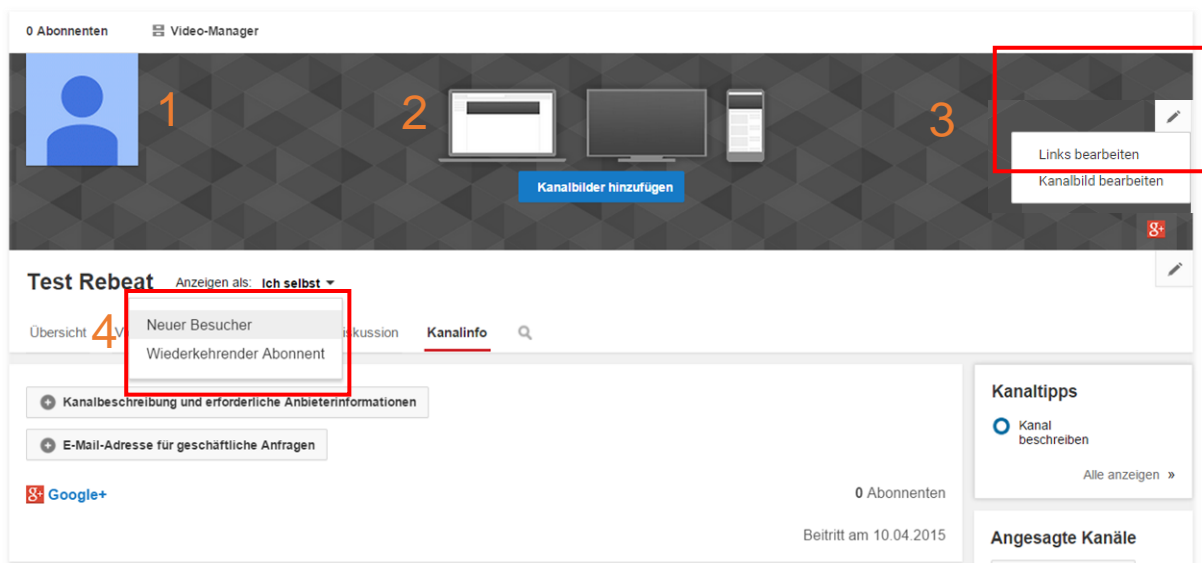 0 Abonnenten Video-Manager
1
2
3
Links bearbeiten
Kanalbild bearbeiten
Kanalbilder hinzufügen
g+
Test Rebeat Anzeigen als: Ich selbst
4
Neuer Besucher
Wiederkehrender Abonnent
Übersicht V iskussion Kanalinfo
Kanalbeschreibung und erforderliche Anbieterinformationen
E-Mail-Adresse für geschäftliche Anfragen
g+ Google+
0 Abonnenten
Beitritt am 10.04.2015
Kanaltipps
Kanal
beschreiben
Alle anzeigen »
Angesagte Kanäle